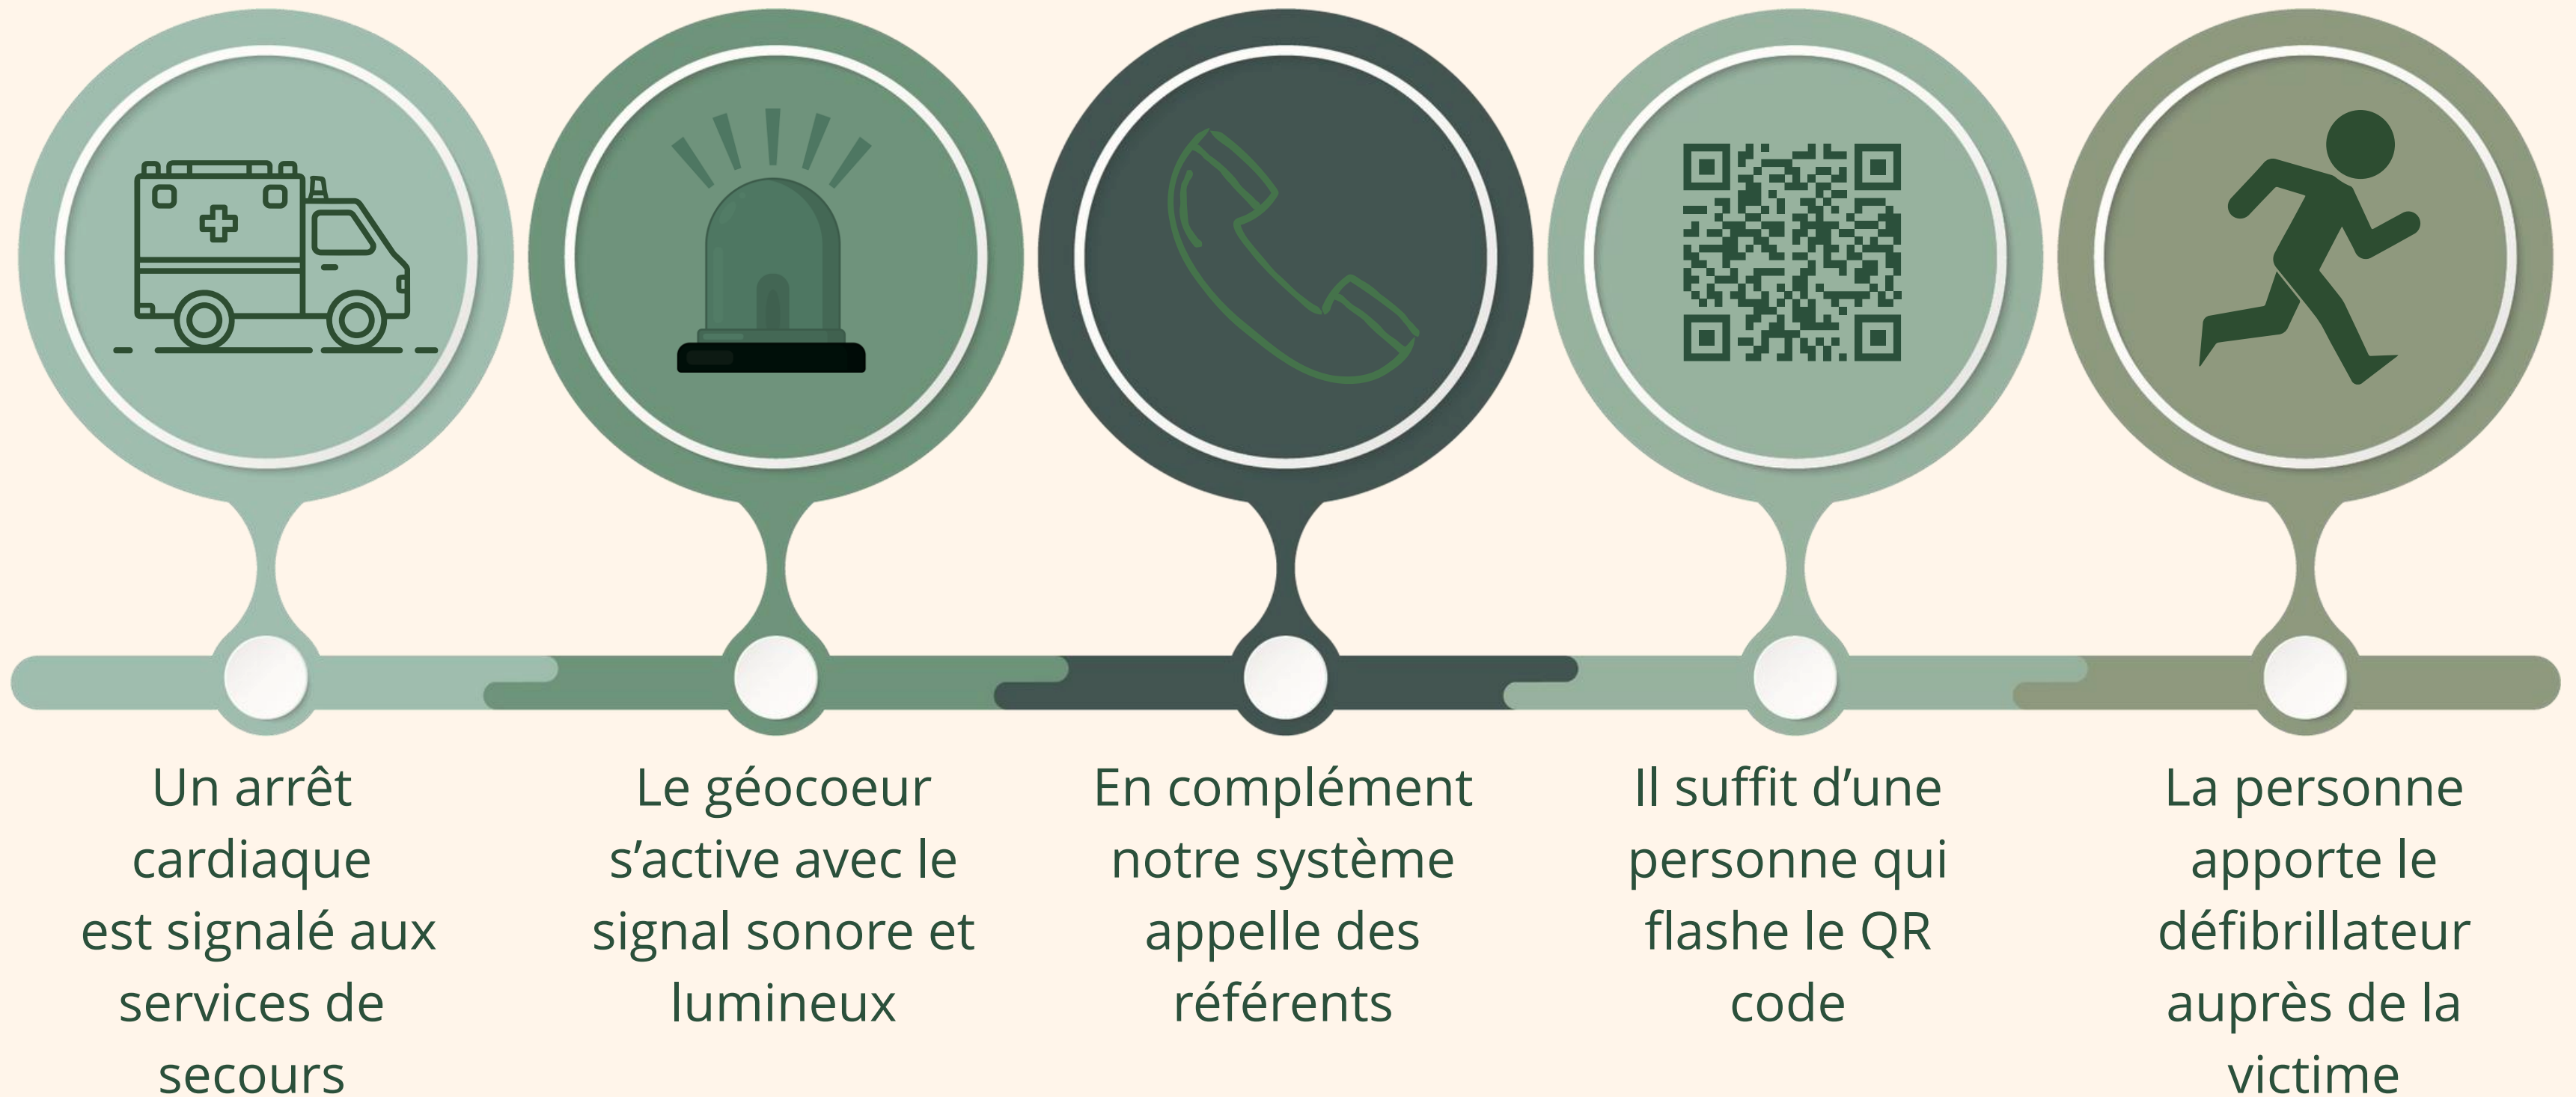 Un arrêt
cardiaque
est signalé aux
services de
secours
Le géocoeur
s’active avec le
signal sonore et
lumineux
En complément
notre système
appelle des
référents
Il suffit d’une
personne qui
flashe le QR
code
La personne
apporte le
défibrillateur
auprès de la
victime